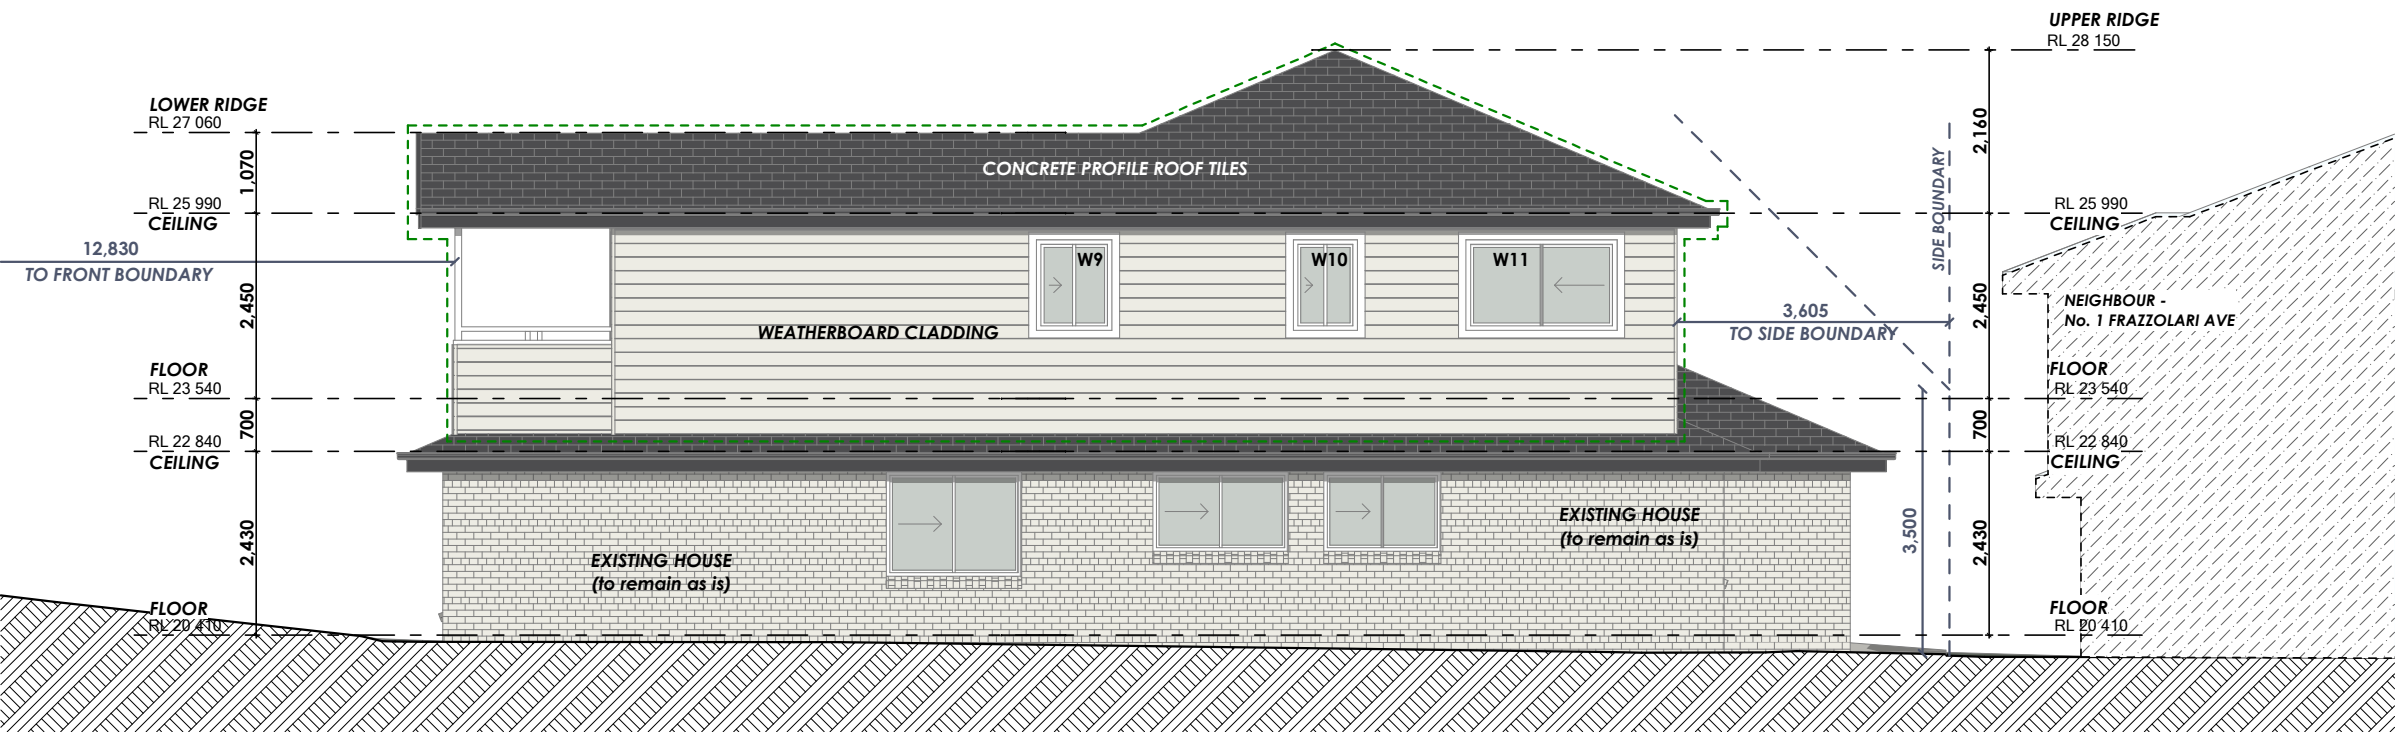 UPPER RIDGE
RL 28 150
LOWER RIDGE
RL 27 060
1,070
2,160
CONCRETE PROFILE ROOF TILES
RL 25 990
CEILING
RL 25 990
CEILING
SIDE BOUNDARY
12,830
TO FRONT BOUNDARY
W9
W10
W11
2,450
2,450
NEIGHBOUR -
No. 1 FRAZZOLARI AVE
3,605
TO SIDE BOUNDARY
WEATHERBOARD CLADDING
FLOOR
RL 23 540
FLOOR
RL 23 540
700
700
RL 22 840
CEILING
RL 22 840
CEILING
2,430
3,500
2,430
EXISTING HOUSE
(to remain as is)
EXISTING HOUSE
(to remain as is)
FLOOR
RL 20 410
FLOOR
RL 20 410